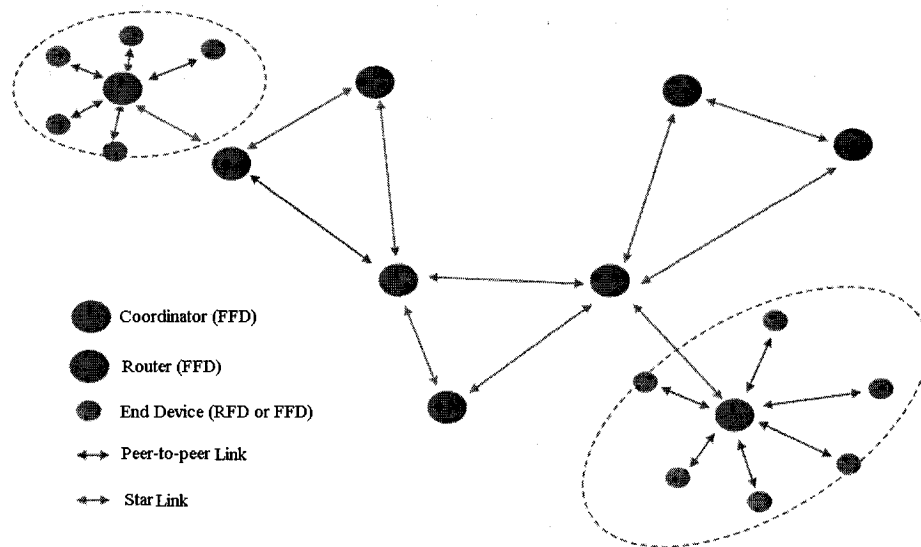 Coordinator (FFD)
Router (FFD)
End Device (RFD or FFD)
Peer-to-peer Link
Star Link